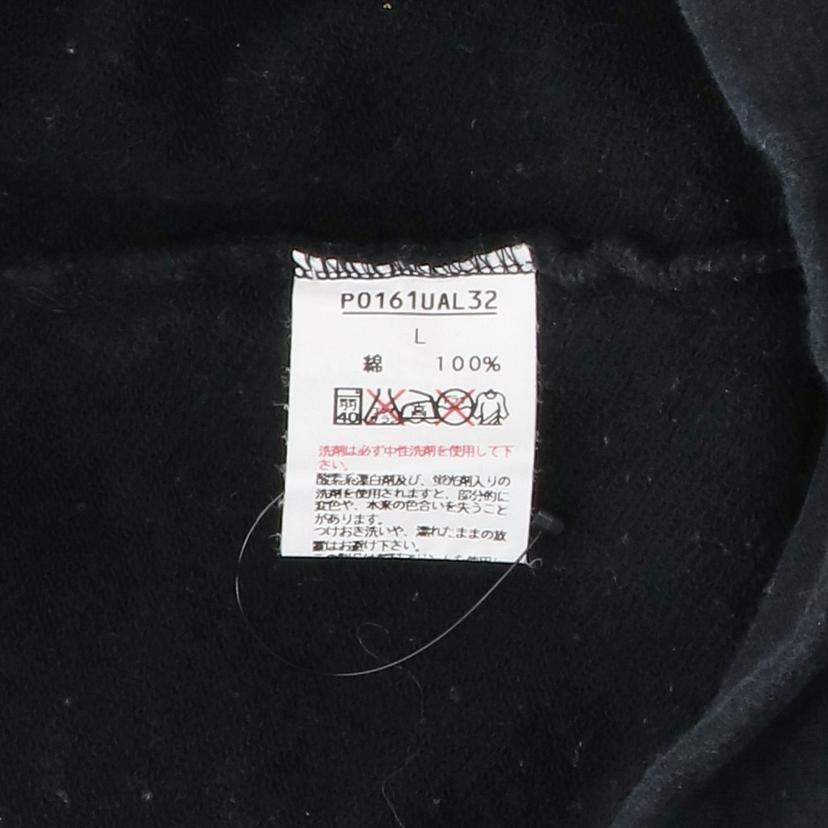 P0161UAL32
L
綿 100%
弱
40
洗剤は必ず中性洗剤を使用して下
さい。
酸素系漂白剤及び、蛍光剤入りの
洗剤を使用されますと、部分的に
変色や、本来の色合いを失うこと
があります。
つけおき洗いや、濡れたままの放
置はお避け下さい。